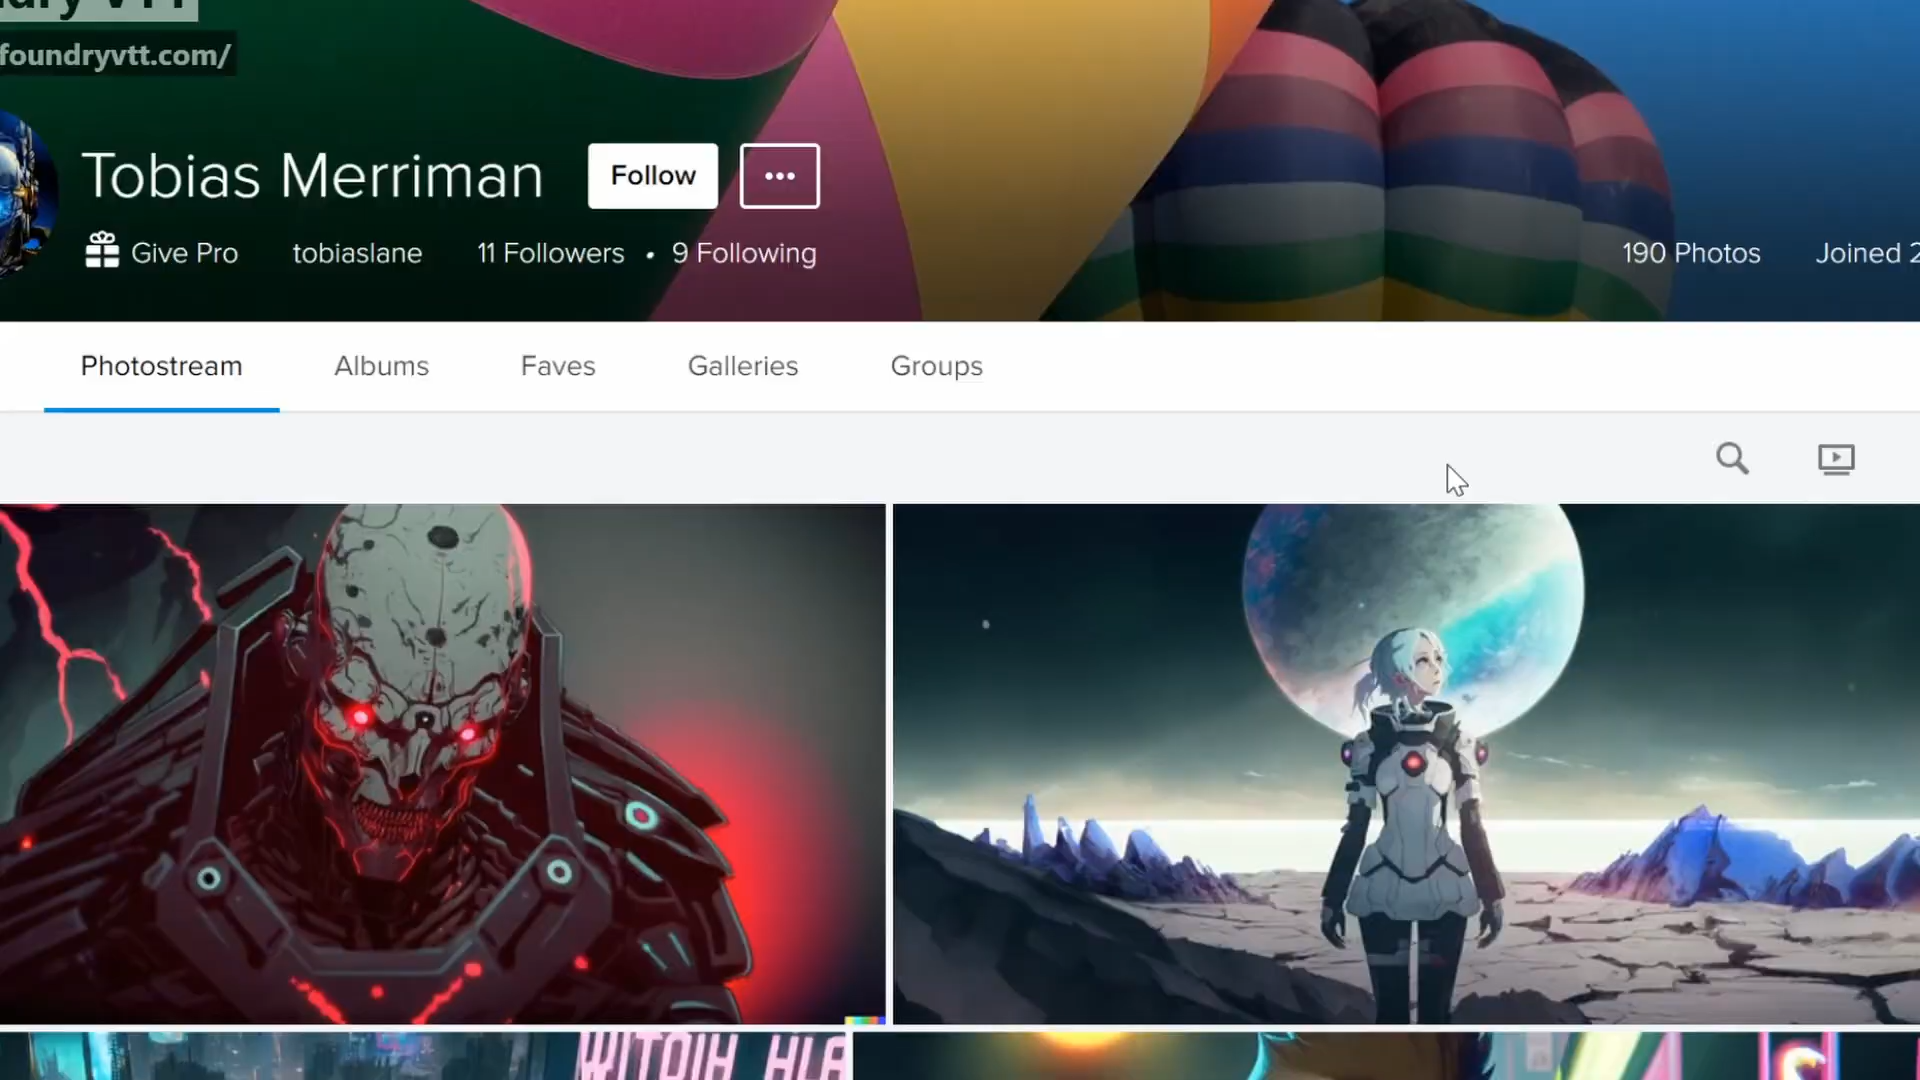 foundryvtt.com/
Tobias Merriman
Follow
Give Pro
tobiaslane
11 Followers • 9 Following
190 Photos
Joined
Photostream
Albums
Faves
Galleries
Groups